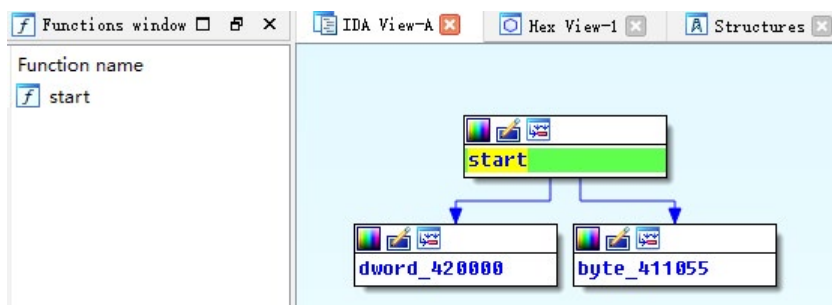 Functions window
IDA View-A
Hex View-1
Structures
Function name
f start
start
dword_420000
byte_411055